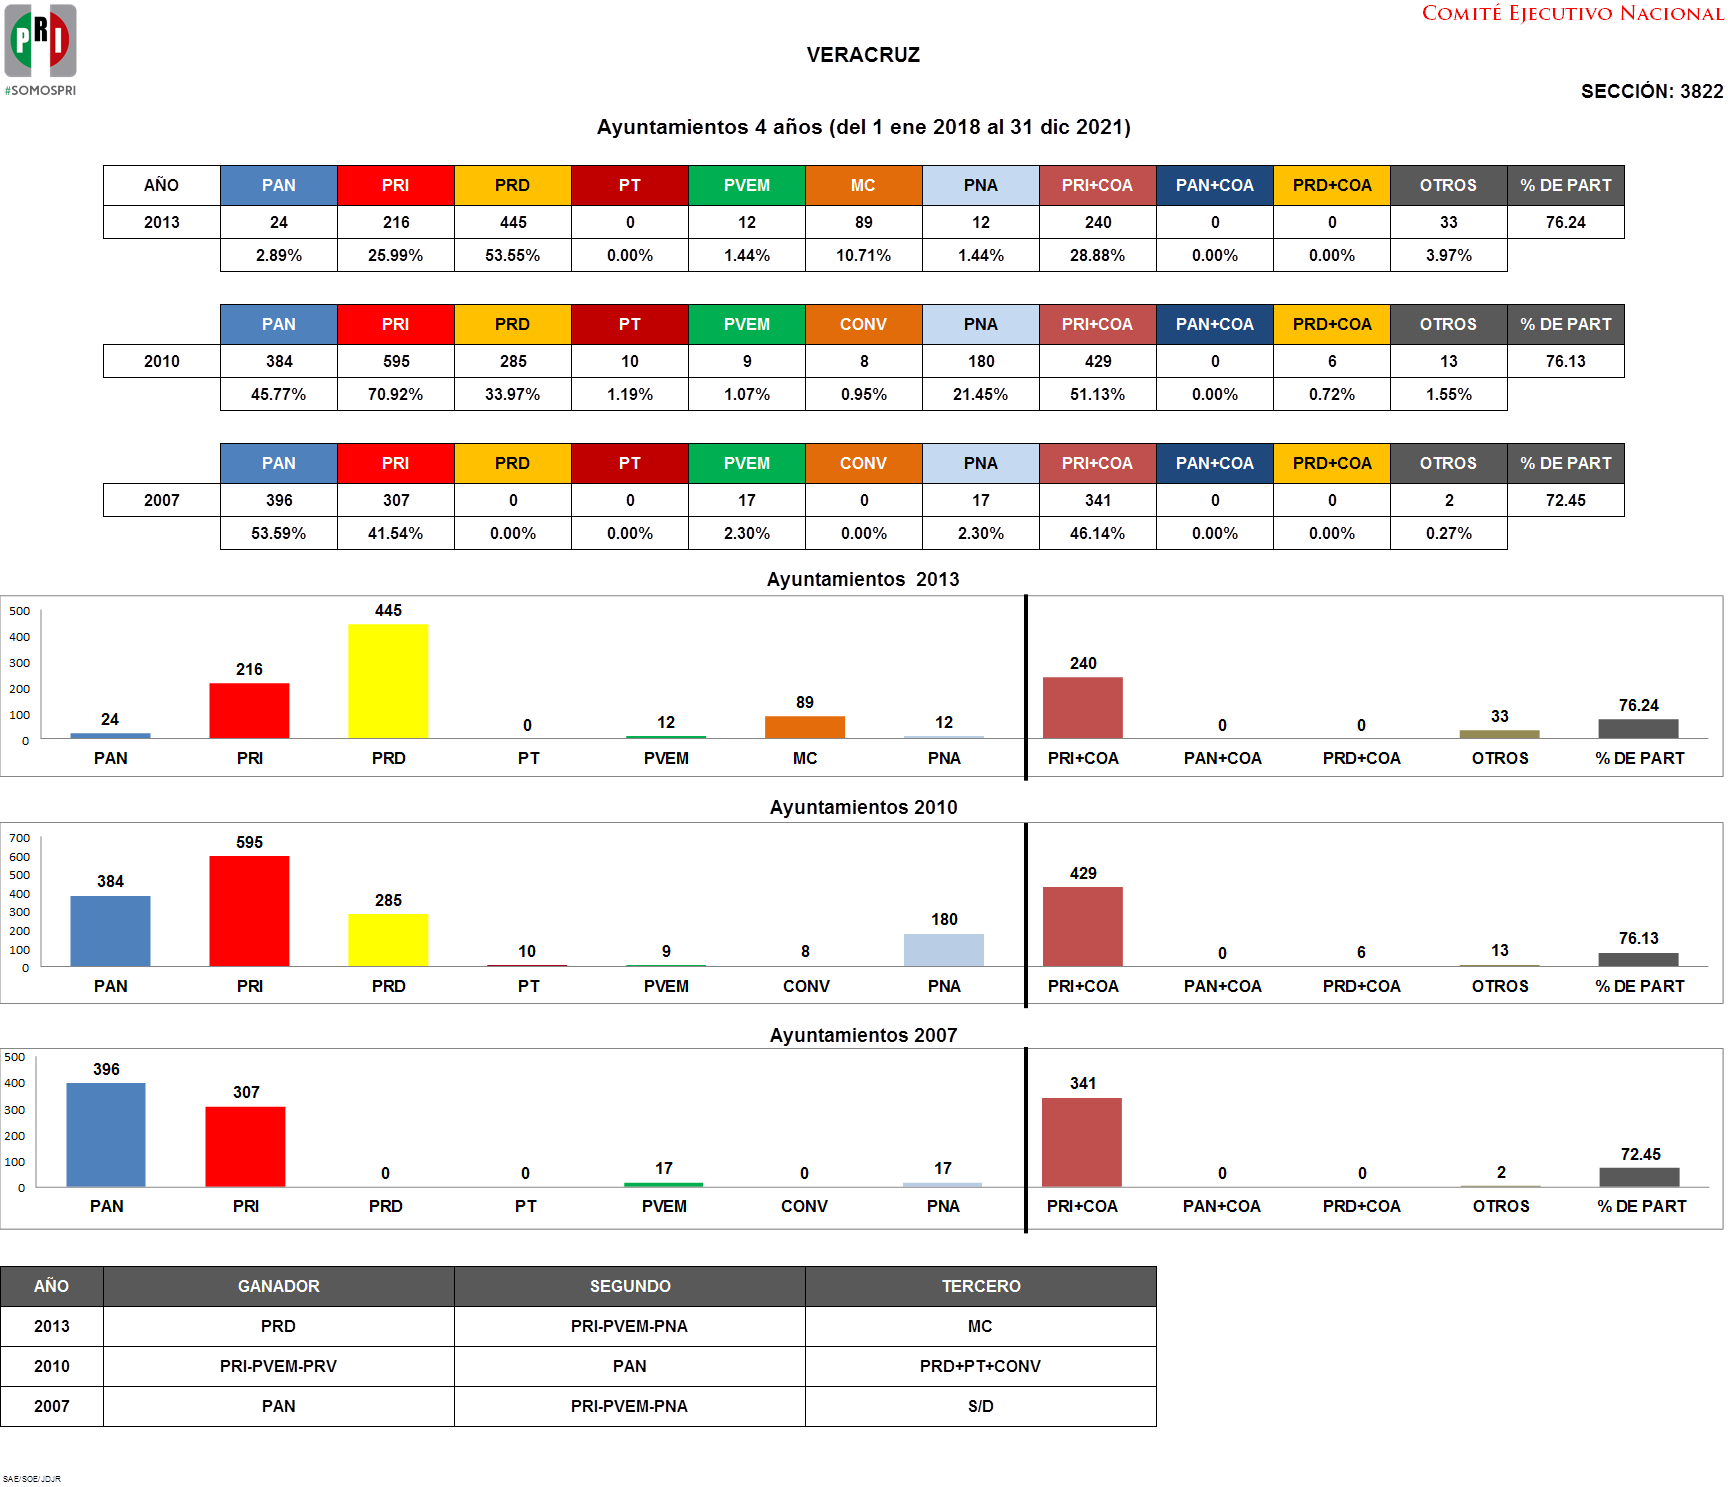 PRI
COMITÉ EJECUTIVO NACIONAL
VERACRUZ
#SOMOSPRI
SECCIÓN: 3822
Ayuntamientos 4 años (del 1 ene 2018 al 31 dic 2021)
AÑO PAN PRI PRD PT PVEM MC PNA PRI+COA PAN+COA PRD+COA OTROS % DE PART
2013 24 216 445 0 12 89 12 240 0 0 33 76.24
2.89% 25.99% 53.55% 0.00% 1.44% 10.71% 1.44% 28.88% 0.00% 0.00% 3.97%
PAN PRI PRD PT PVEM CONV PNA PRI+COA PAN+COA PRD+COA OTROS % DE PART
2010 384 595 285 10 9 8 180 429 0 6 13 76.13
45.77% 70.92% 33.97% 1.19% 1.07% 0.95% 21.45% 51.13% 0.00% 0.72% 1.55%
PAN PRI PRD PT PVEM CONV PNA PRI+COA PAN+COA PRD+COA OTROS % DE PART
2007 396 307 0 0 17 0 17 341 0 0 2 72.45
53.59% 41.54% 0.00% 0.00% 2.30% 0.00% 2.30% 46.14% 0.00% 0.00% 0.27%
Ayuntamientos 2013
500
400
300
200
100
0
24 216 445 0 12 89 12 240 0 0 33 76.24
PAN PRI PRD PT PVEM MC PNA PRI+COA PAN+COA PRD+COA OTROS % DE PART
Ayuntamientos 2010
700
600
500
400
300
200
100
0
384 595 285 10 9 8 180 429 0 6 13 76.13
PAN PRI PRD PT PVEM CONV PNA PRI+COA PAN+COA PRD+COA OTROS % DE PART
Ayuntamientos 2007
500
400
300
200
100
0
396 307 0 0 17 0 17 341 0 0 2 72.45
PAN PRI PRD PT PVEM CONV PNA PRI+COA PAN+COA PRD+COA OTROS % DE PART
AÑO GANADOR SEGUNDO TERCERO
2013 PRD PRI-PVEM-PNA MC
2010 PRI-PVEM-PRV PAN PRD+PT+CONV
2007 PAN PRI-PVEM-PNA S/D
SAE/SOE/JDJR